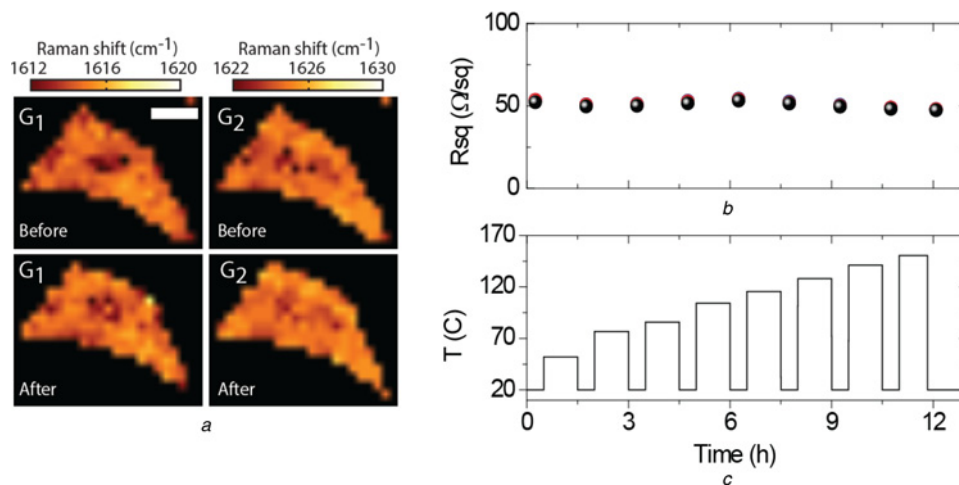 Raman shift (cm⁻¹)
1612 1616 1620
Raman shift (cm⁻¹)
1622 1626 1630
G₁
G₂
Before
Before
G₁
G₂
After
After
a
Rsq (Ω/sq)
100
50
0
b
T (C)
170
120
70
20
0 3 6 9 12
Time (h)
c